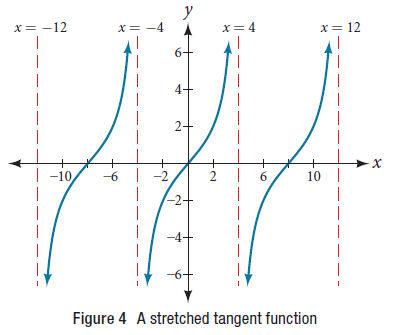 y
x = −12 x = −4 x = 4 x = 12
6
4
2
x
−10 −6 −2 2 6 10
−2
−4
−6
Figure 4 A stretched tangent function